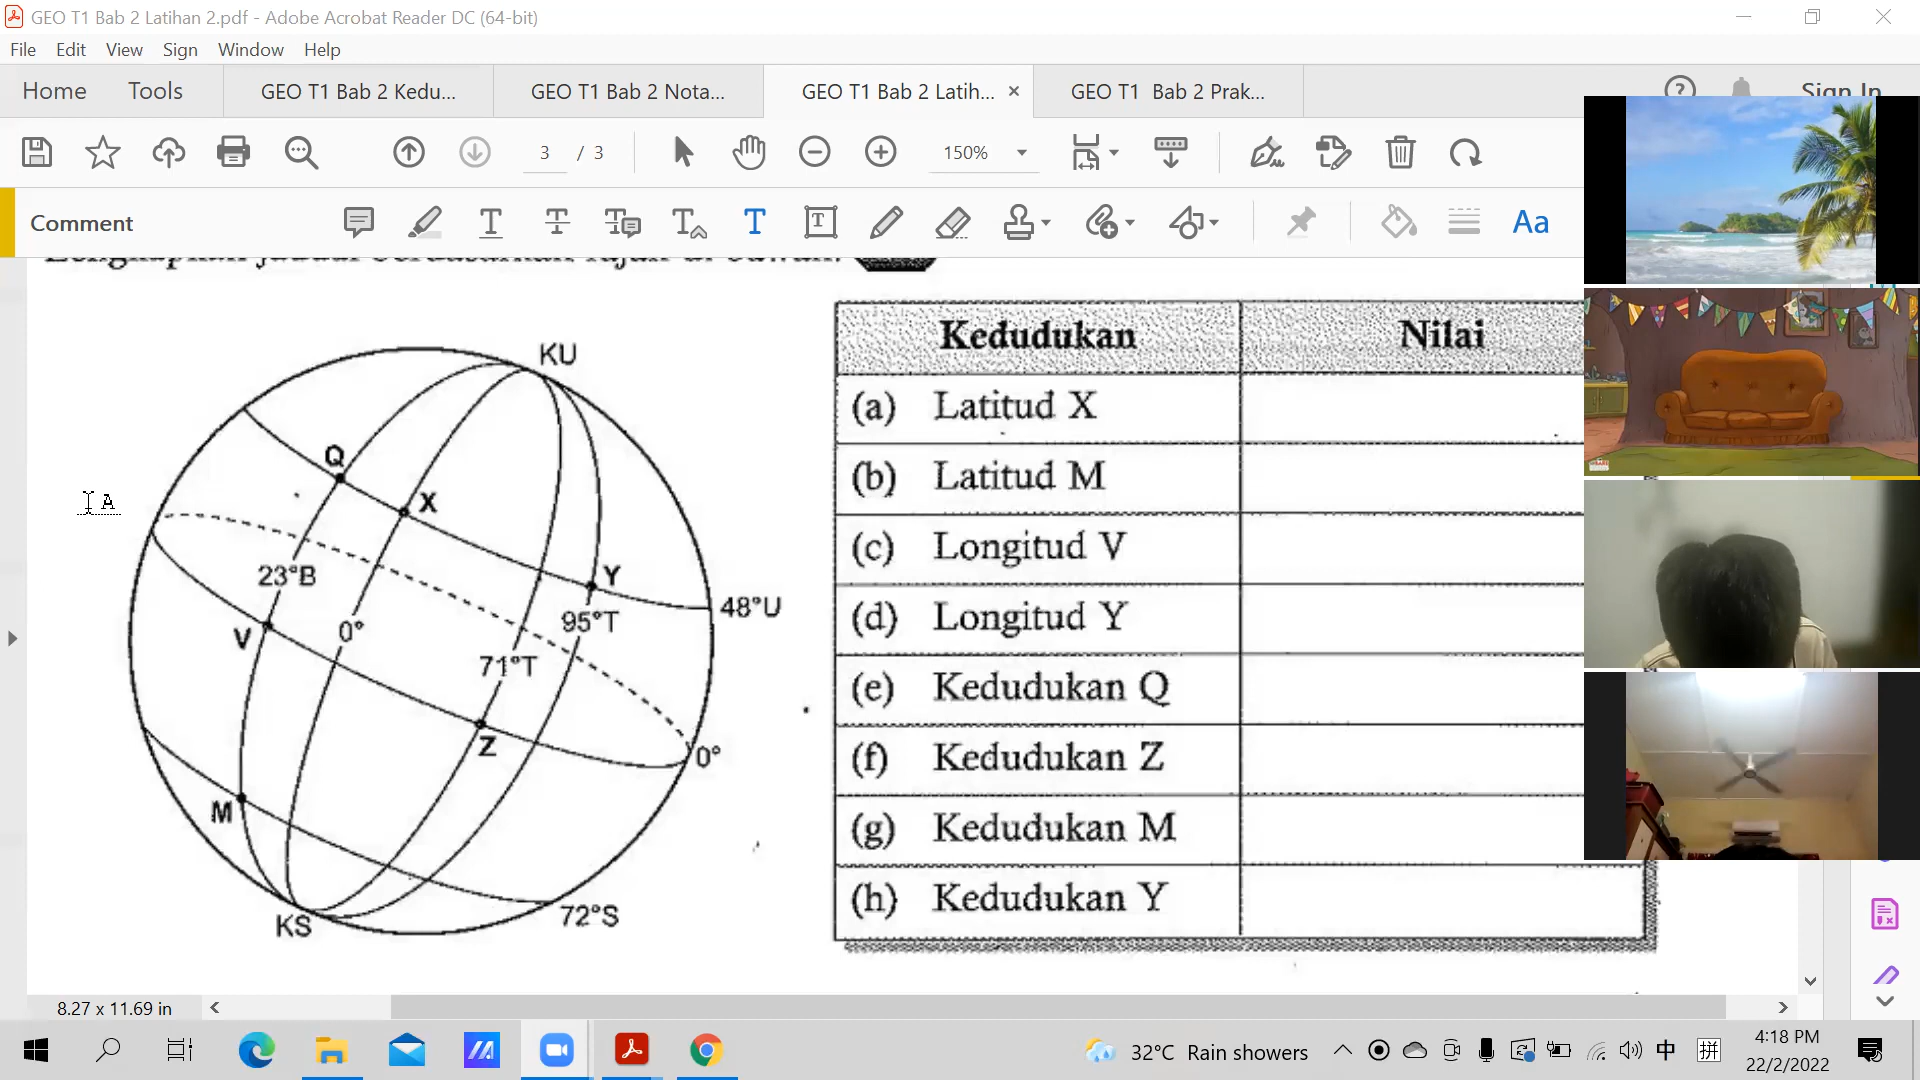 GEO T1 Bab 2 Latihan 2.pdf - Adobe Acrobat Reader DC (64-bit)
File Edit View Sign Window Help
Home Tools GEO T1 Bab 2 Kedu... GEO T1 Bab 2 Nota... GEO T1 Bab 2 Latih... × GEO T1 Bab 2 Prak... Sign In
3 / 3 150%
Comment Aa
Kedudukan Nilai
(a) Latitud X
(b) Latitud M
(c) Longitud V
(d) Longitud Y
(e) Kedudukan Q
(f) Kedudukan Z
(g) Kedudukan M
(h) Kedudukan Y
KU
Q
X
A
23°B
Y
95°T
48°U
V
0°
71°T
Z
0°
M
KS
72°S
8.27 x 11.69 in
32°C Rain showers
中
拼
4:18 PM
22/2/2022